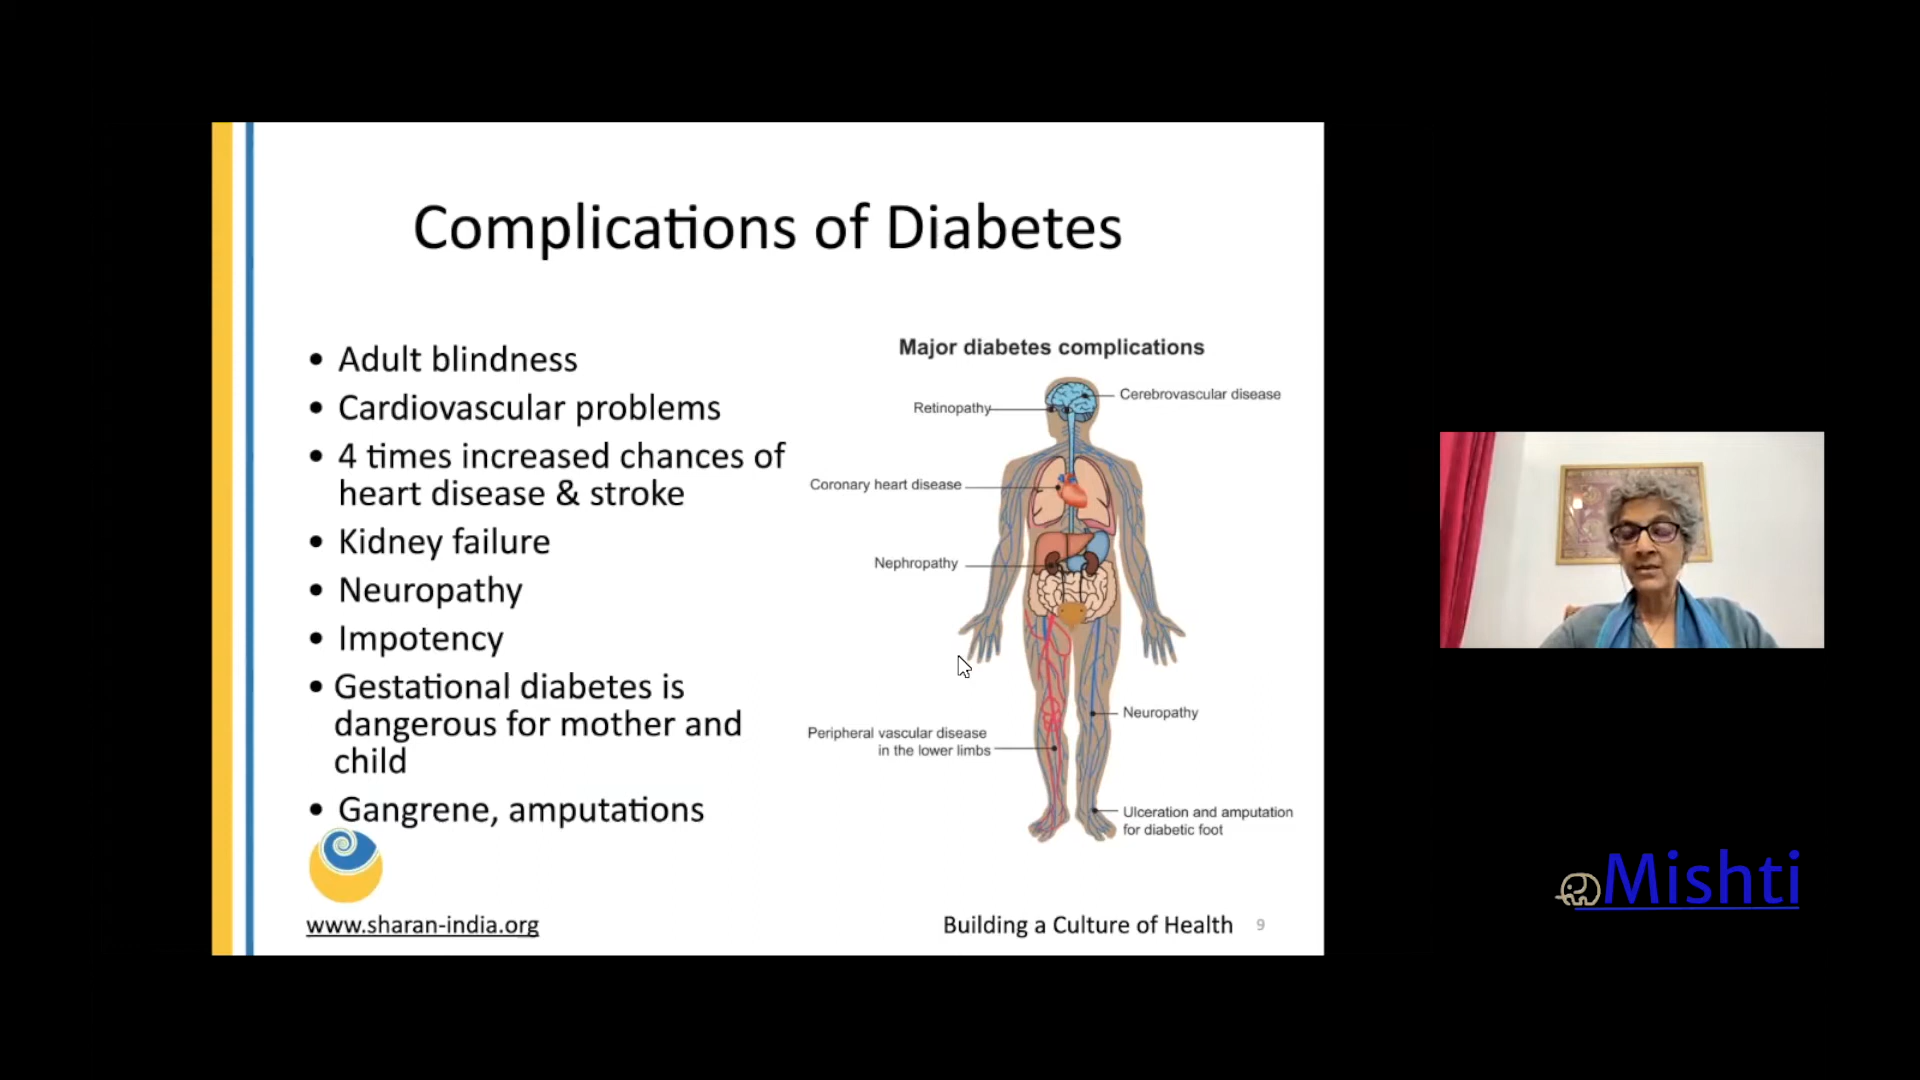 Complications of Diabetes
• Adult blindness
• Cardiovascular problems
• 4 times increased chances of
heart disease & stroke
• Kidney failure
• Neuropathy
• Impotency
• Gestational diabetes is
dangerous for mother and
child
• Gangrene, amputations
Major diabetes complications
Cerebrovascular disease
Retinopathy
Coronary heart disease
Nephropathy
Neuropathy
Peripheral vascular disease
in the lower limbs
Ulceration and amputation
for diabetic foot
www.sharan-india.org
Building a Culture of Health
9
Mishti